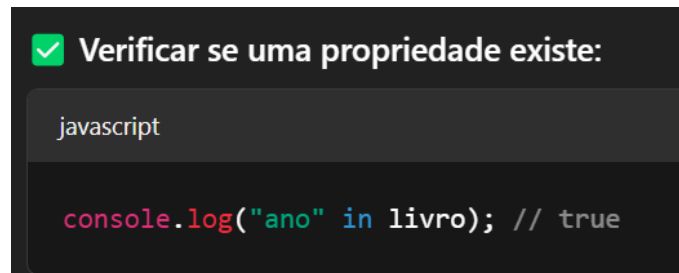 ✅ Verificar se uma propriedade existe:
javascript
console.log("ano" in livro); // true